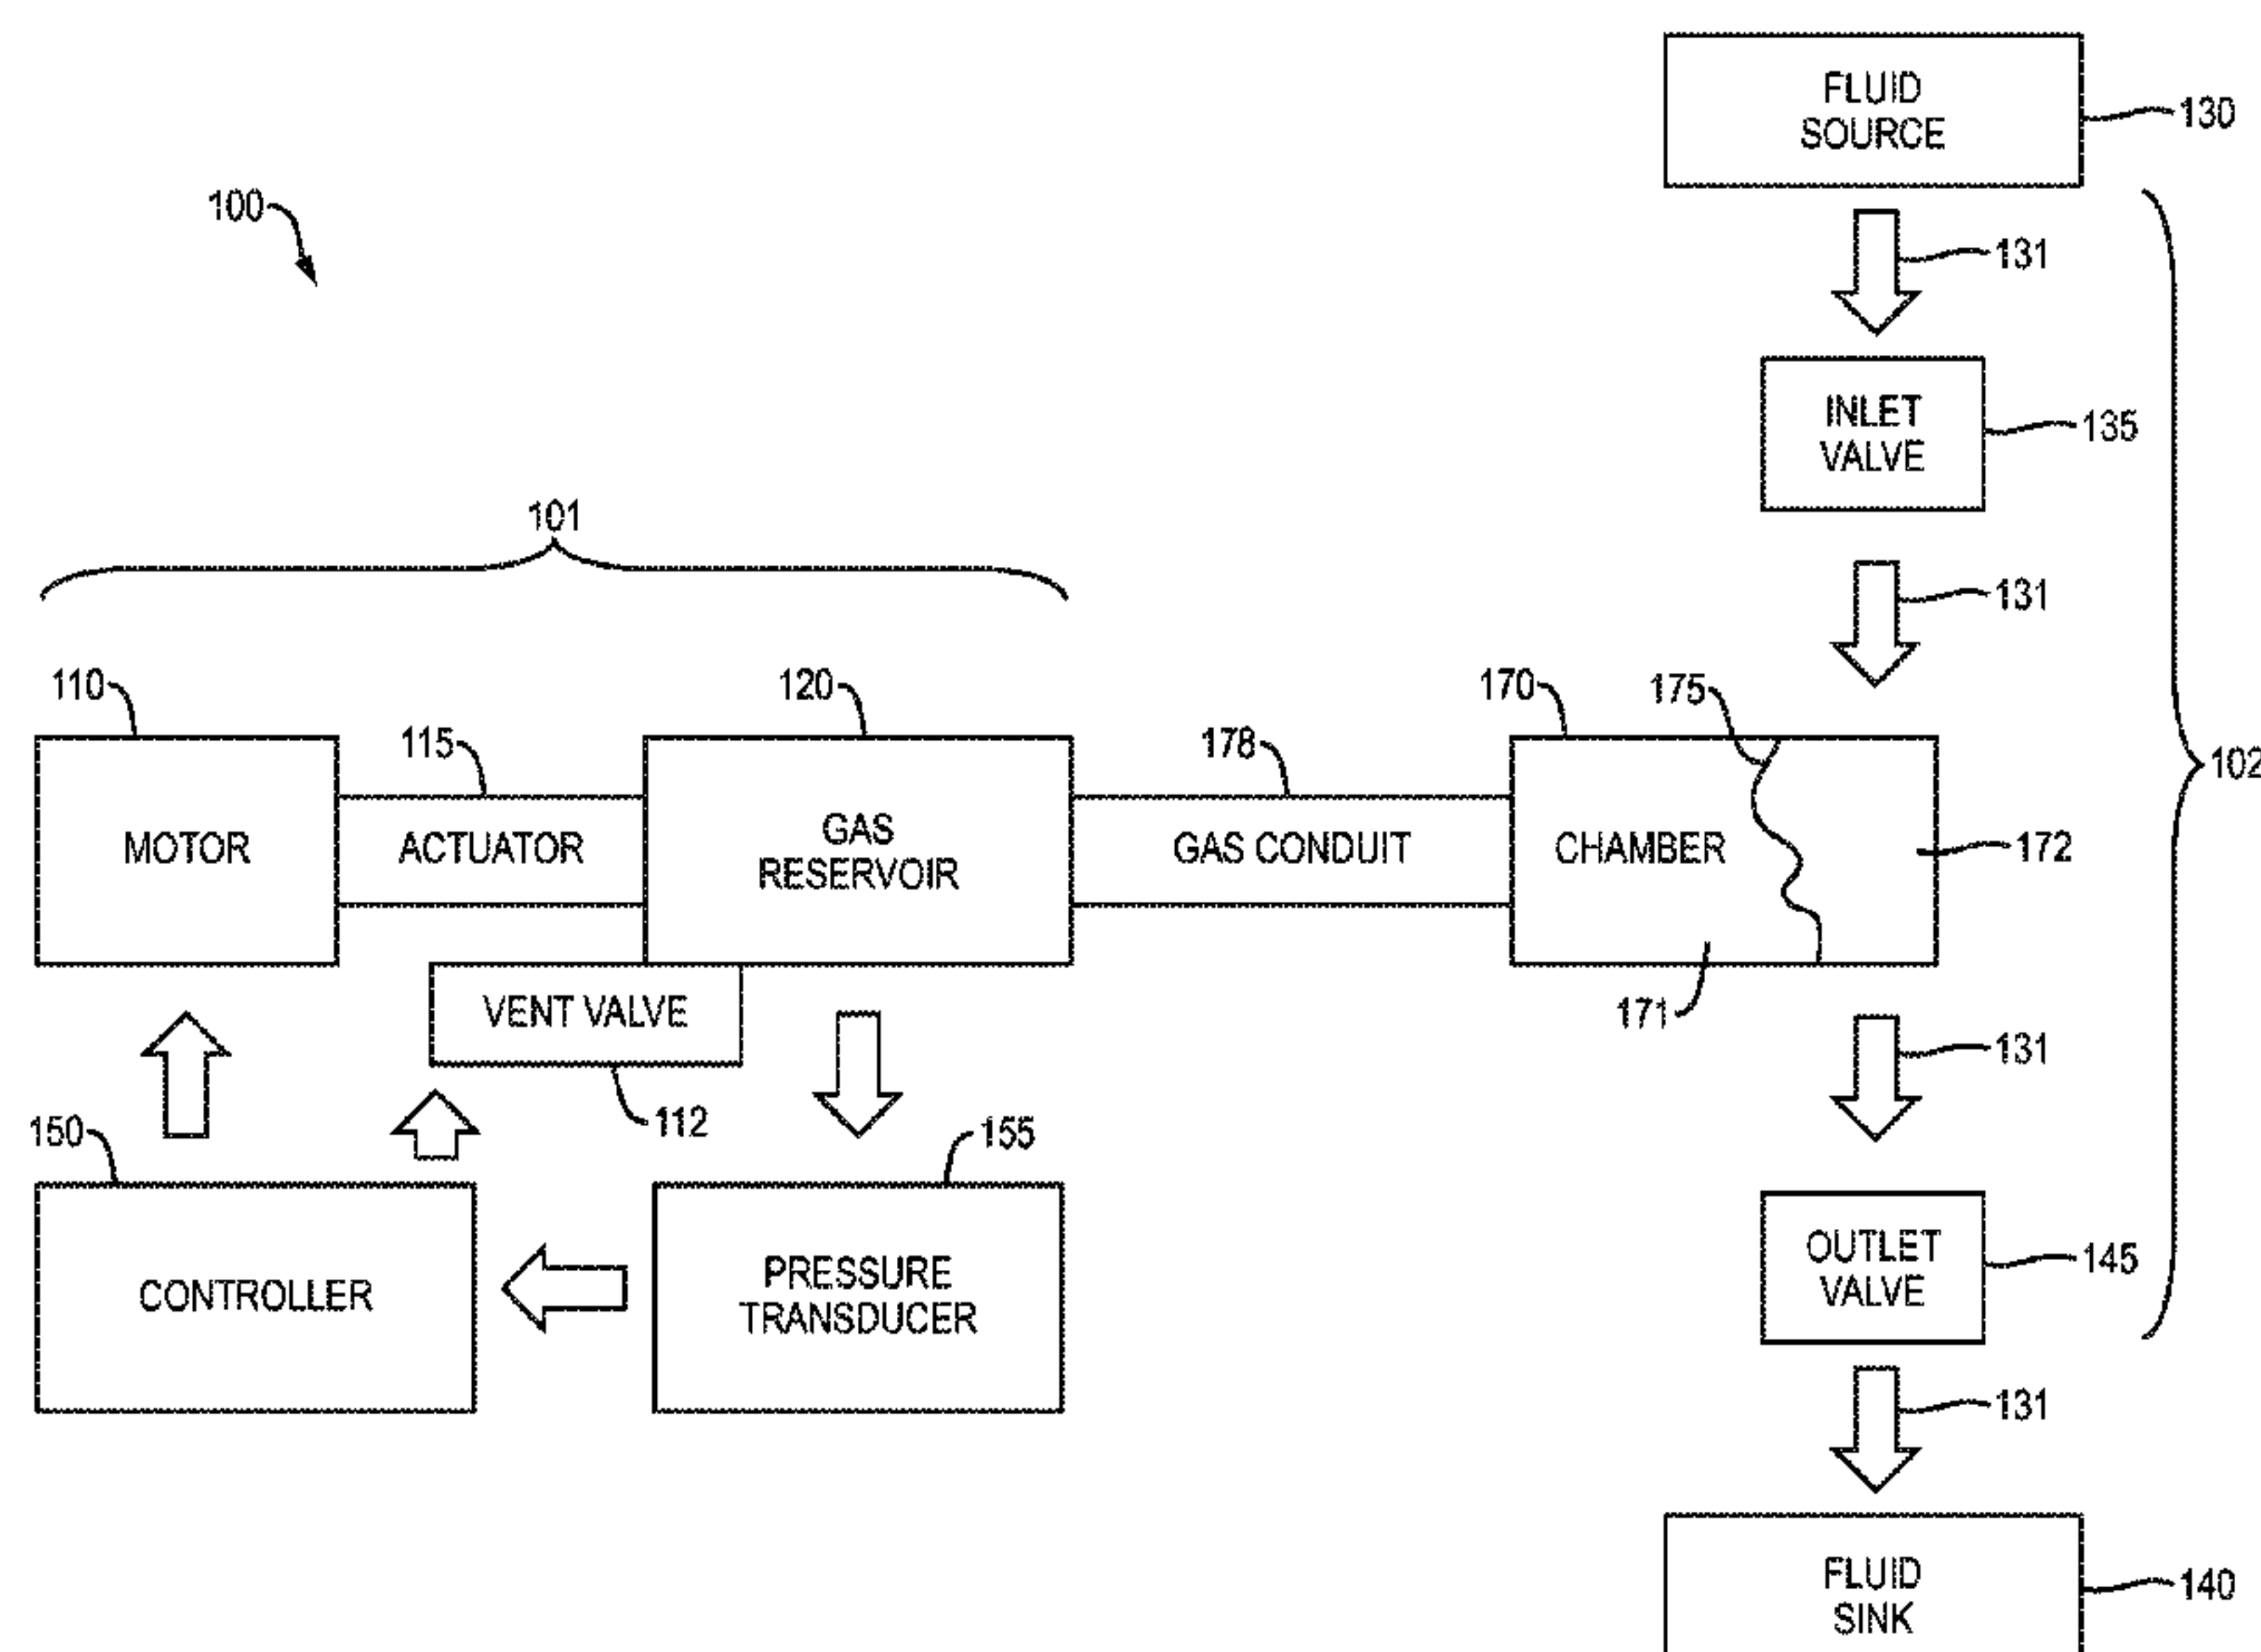 FLUID
SOURCE
130
100
131
INLET
VALVE
135
101
131
110
115
120
178
170
175
102
MOTOR
ACTUATOR
GAS
RESERVOIR
GAS CONDUIT
CHAMBER
172
171
VENT VALVE
112
131
150
155
CONTROLLER
PRESSURE
TRANSDUCER
OUTLET
VALVE
145
131
FLUID
SINK
140